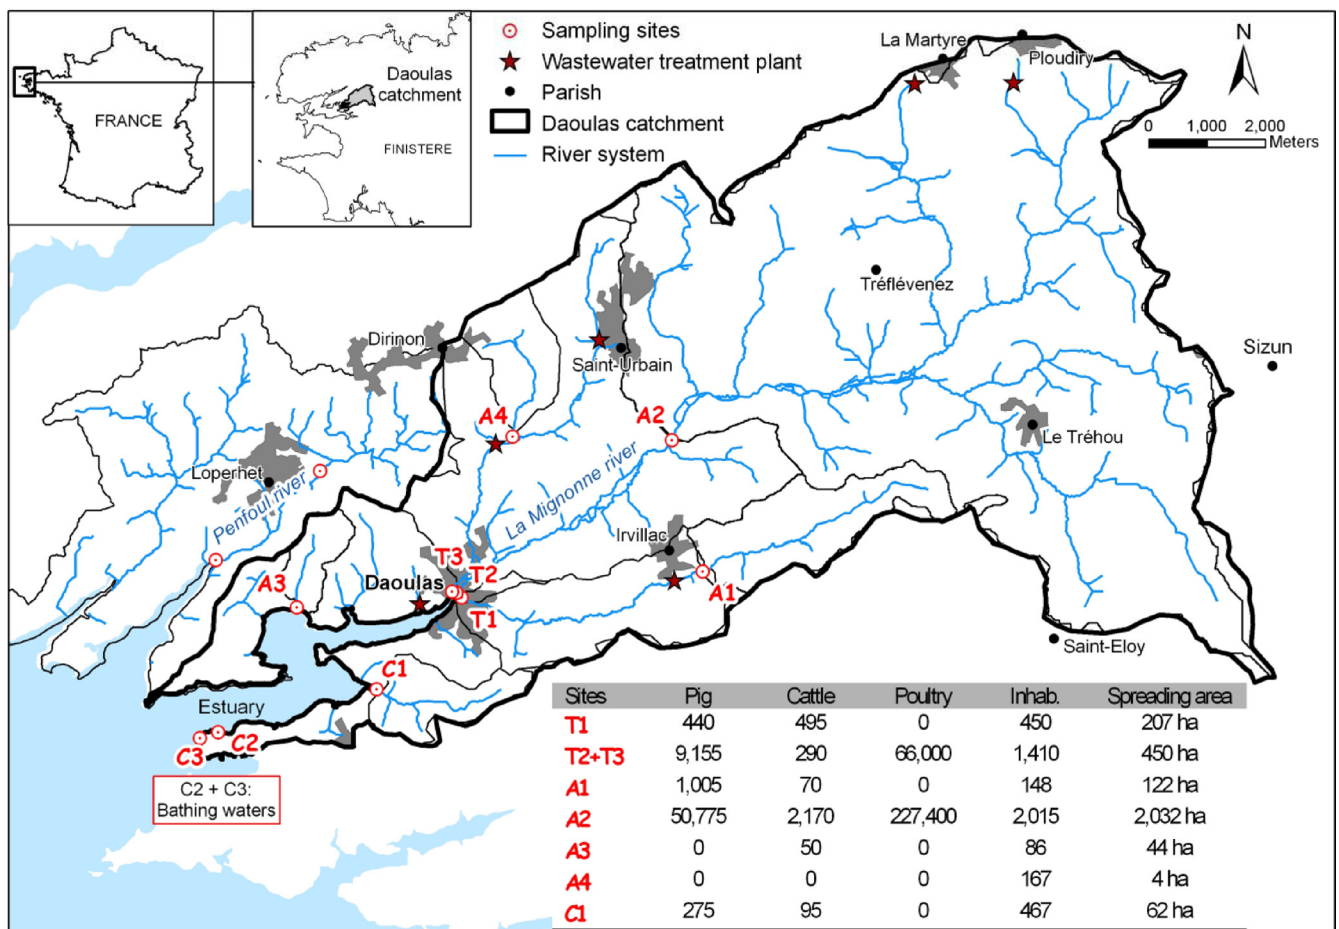 FRANCE
Daoulas
catchment
FINISTERE
Sampling sites
Wastewater treatment plant
Parish
Daoulas catchment
River system
La Martyre
Ploudiry
N
0 1,000 2,000
Meters
Tréflévenez
Sizun
Dirinon
Saint-Urbain
A4
A2
Le Tréhou
Loperhet
Penfoul river
La Mignonne river
Irvillac
T3
T2
Daoulas
A3
A1
T1
Saint-Eloy
C1
Estuary
C2
C3
C2 + C3:
Bathing waters
Sites Pig Cattle Poultry Inhab. Spreading area
T1 440 495 0 450 207 ha
T2+T3 9,155 290 66,000 1,410 450 ha
A1 1,005 70 0 148 122 ha
A2 50,775 2,170 227,400 2,015 2,032 ha
A3 0 50 0 86 44 ha
A4 0 0 0 167 4 ha
C1 275 95 0 467 62 ha